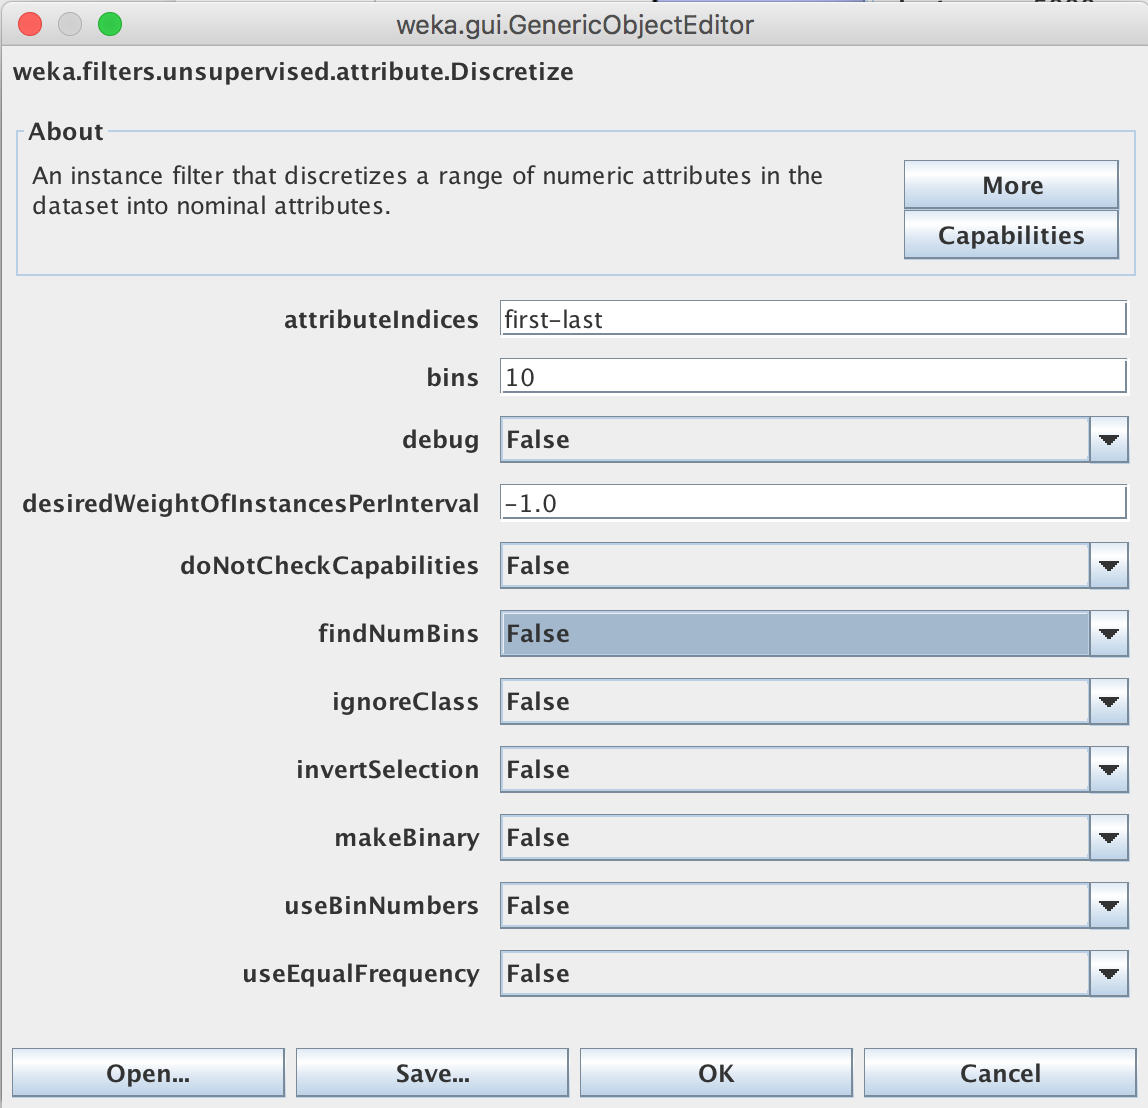 weka.gui.GenericObjectEditor
weka.filters.unsupervised.attribute.Discretize
About
An instance filter that discretizes a range of numeric attributes in the
dataset into nominal attributes.
More
Capabilities
attributeIndices first-last
bins 10
debug False
desiredWeightOfInstancesPerInterval -1.0
doNotCheckCapabilities False
findNumBins False
ignoreClass False
invertSelection False
makeBinary False
useBinNumbers False
useEqualFrequency False
Open... Save... OK Cancel